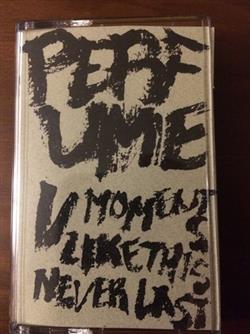 PERF
UME
V MOMENTS
LIKE THIS
NEVER LAST